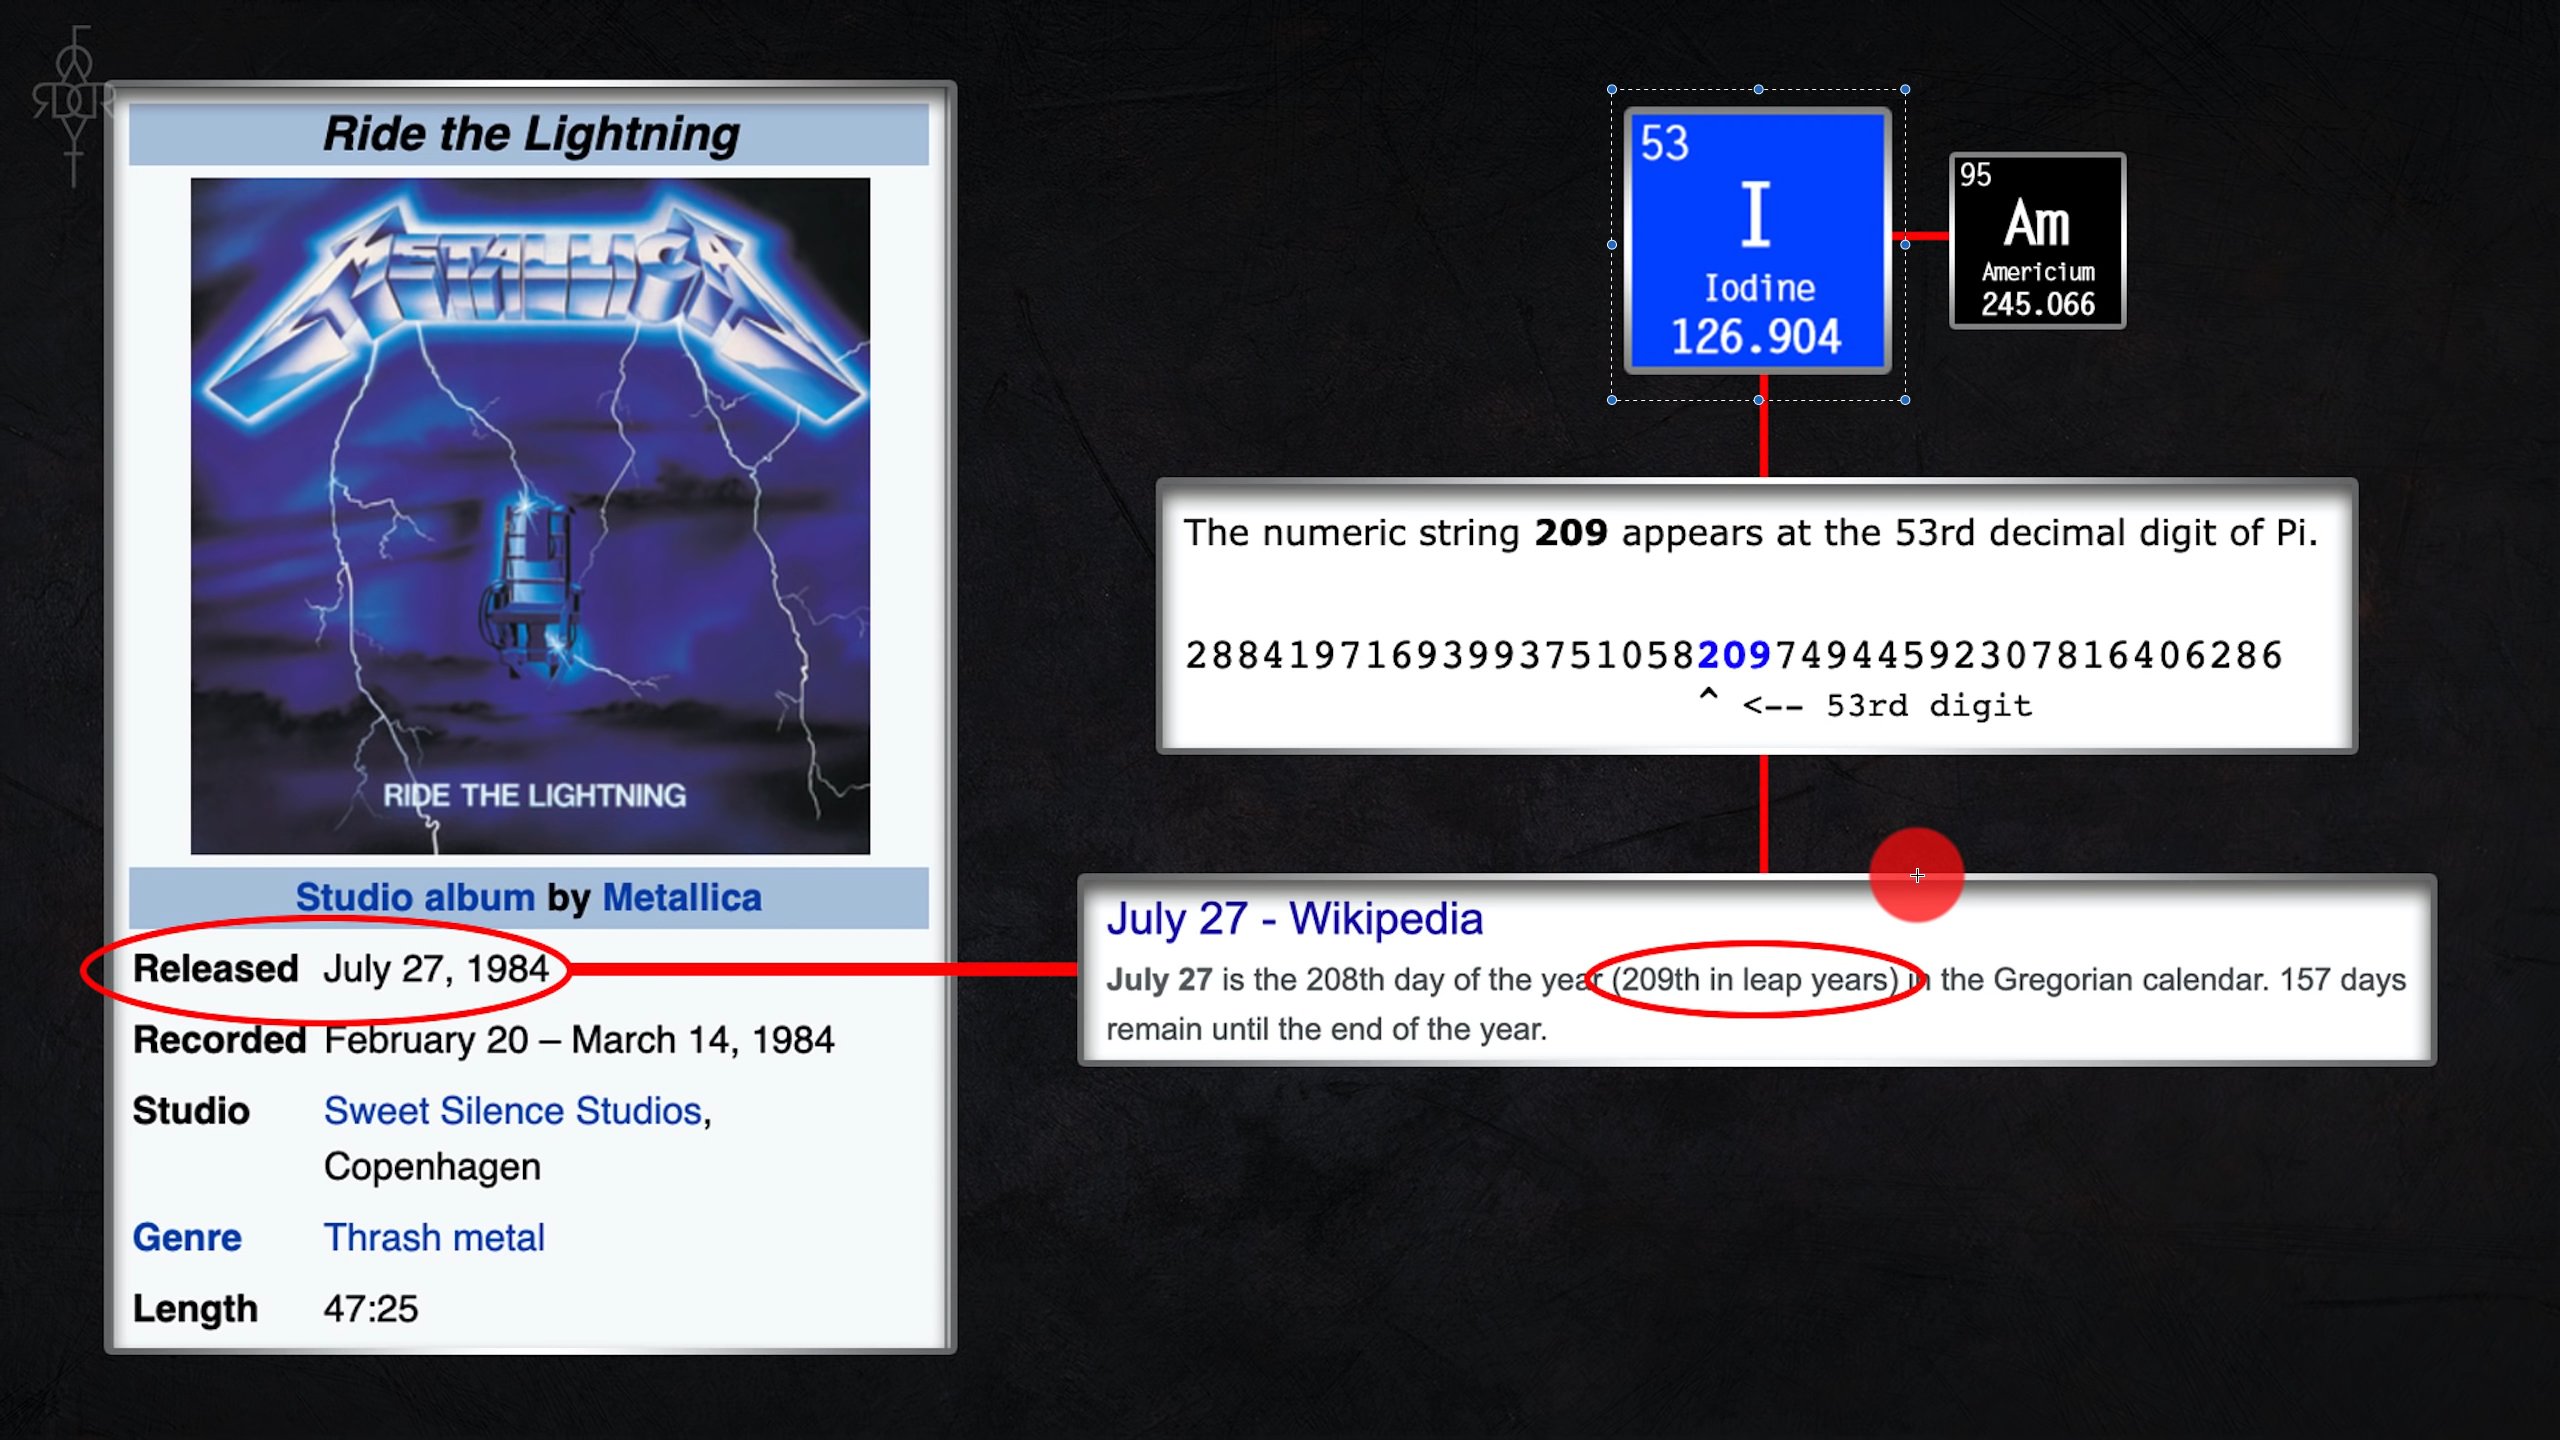 Ride the Lightning
METALLICA
RIDE THE LIGHTNING
Studio album by Metallica
Released July 27, 1984
Recorded February 20 – March 14, 1984
Studio Sweet Silence Studios,
Copenhagen
Genre Thrash metal
Length 47:25
53
I
Iodine
126.904
95
Am
Americium
245.066
The numeric string 209 appears at the 53rd decimal digit of Pi.
2884197169399375105820974944592307816406286
^ <-- 53rd digit
July 27 - Wikipedia
July 27 is the 208th day of the year (209th in leap years) in the Gregorian calendar. 157 days
remain until the end of the year.